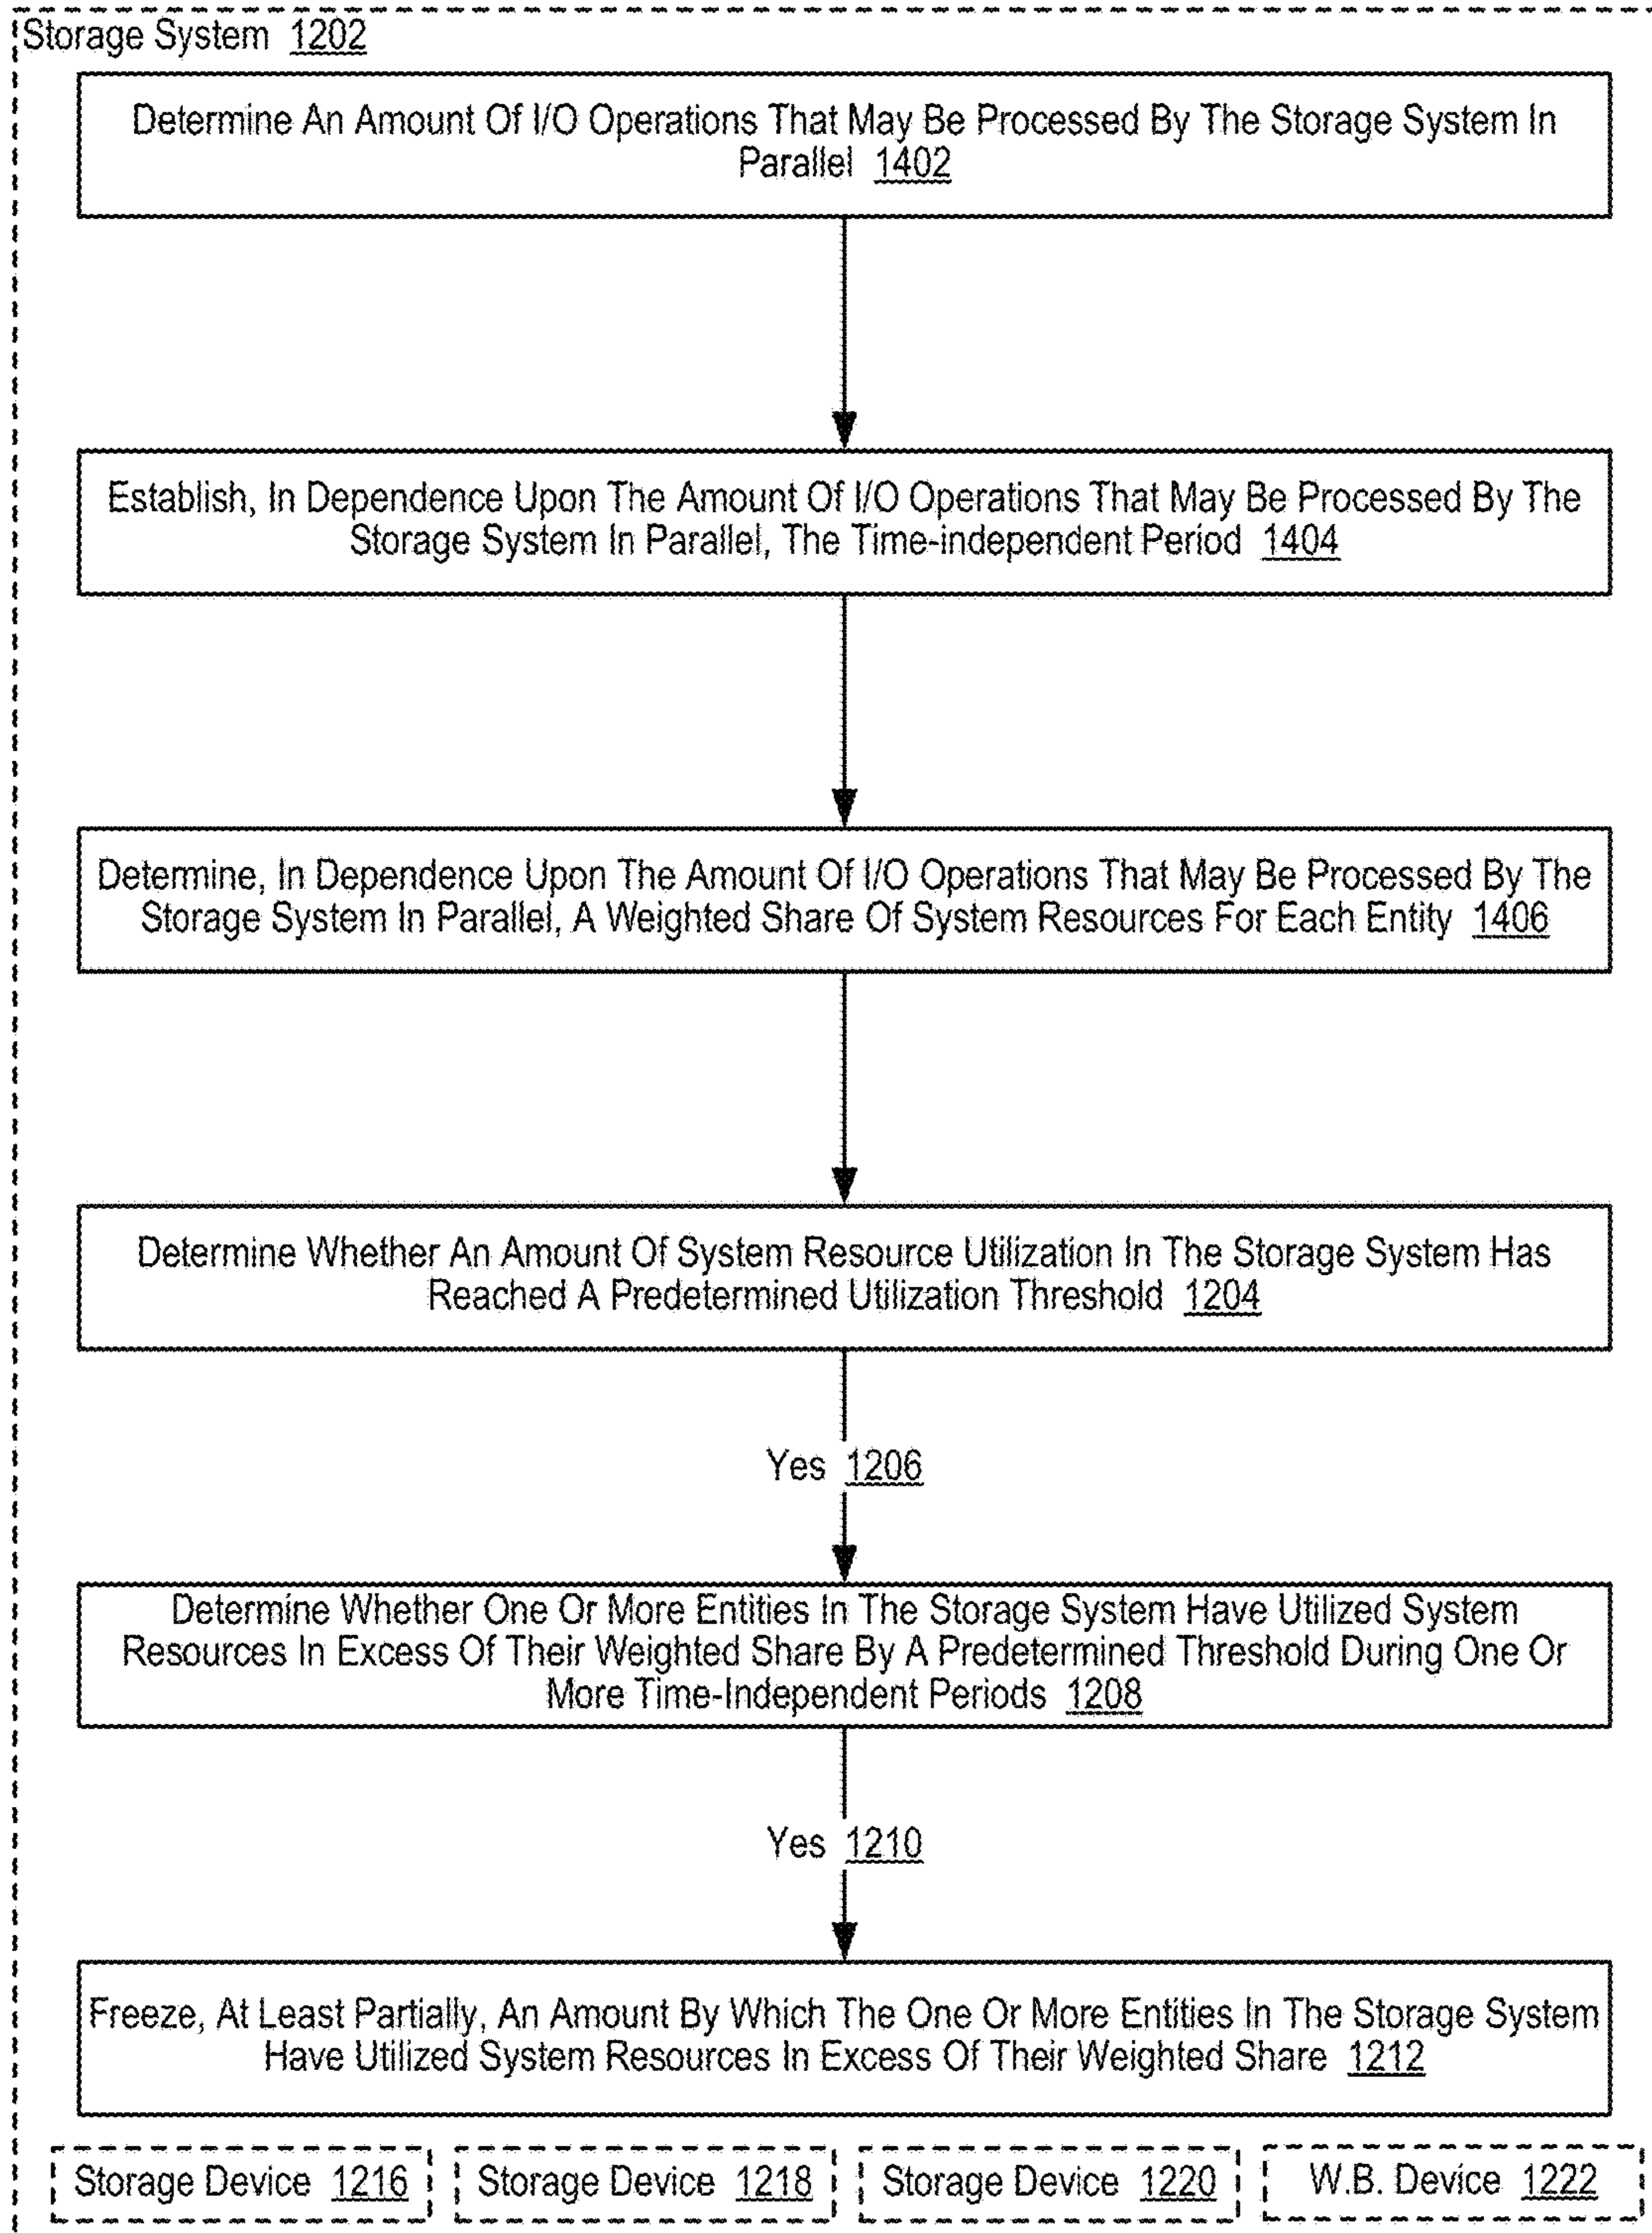 Storage System 1202
Determine An Amount Of I/O Operations That May Be Processed By The Storage System In
Parallel 1402
Establish, In Dependence Upon The Amount Of I/O Operations That May Be Processed By The
Storage System In Parallel, The Time-independent Period 1404
Determine, In Dependence Upon The Amount Of I/O Operations That May Be Processed By The
Storage System In Parallel, A Weighted Share Of System Resources For Each Entity 1406
Determine Whether An Amount Of System Resource Utilization In The Storage System Has
Reached A Predetermined Utilization Threshold 1204
Yes 1206
Determine Whether One Or More Entities In The Storage System Have Utilized System
Resources In Excess Of Their Weighted Share By A Predetermined Threshold During One Or
More Time-Independent Periods 1208
Yes 1210
Freeze, At Least Partially, An Amount By Which The One Or More Entities In The Storage System
Have Utilized System Resources In Excess Of Their Weighted Share 1212
Storage Device 1216
Storage Device 1218
Storage Device 1220
W.B. Device 1222